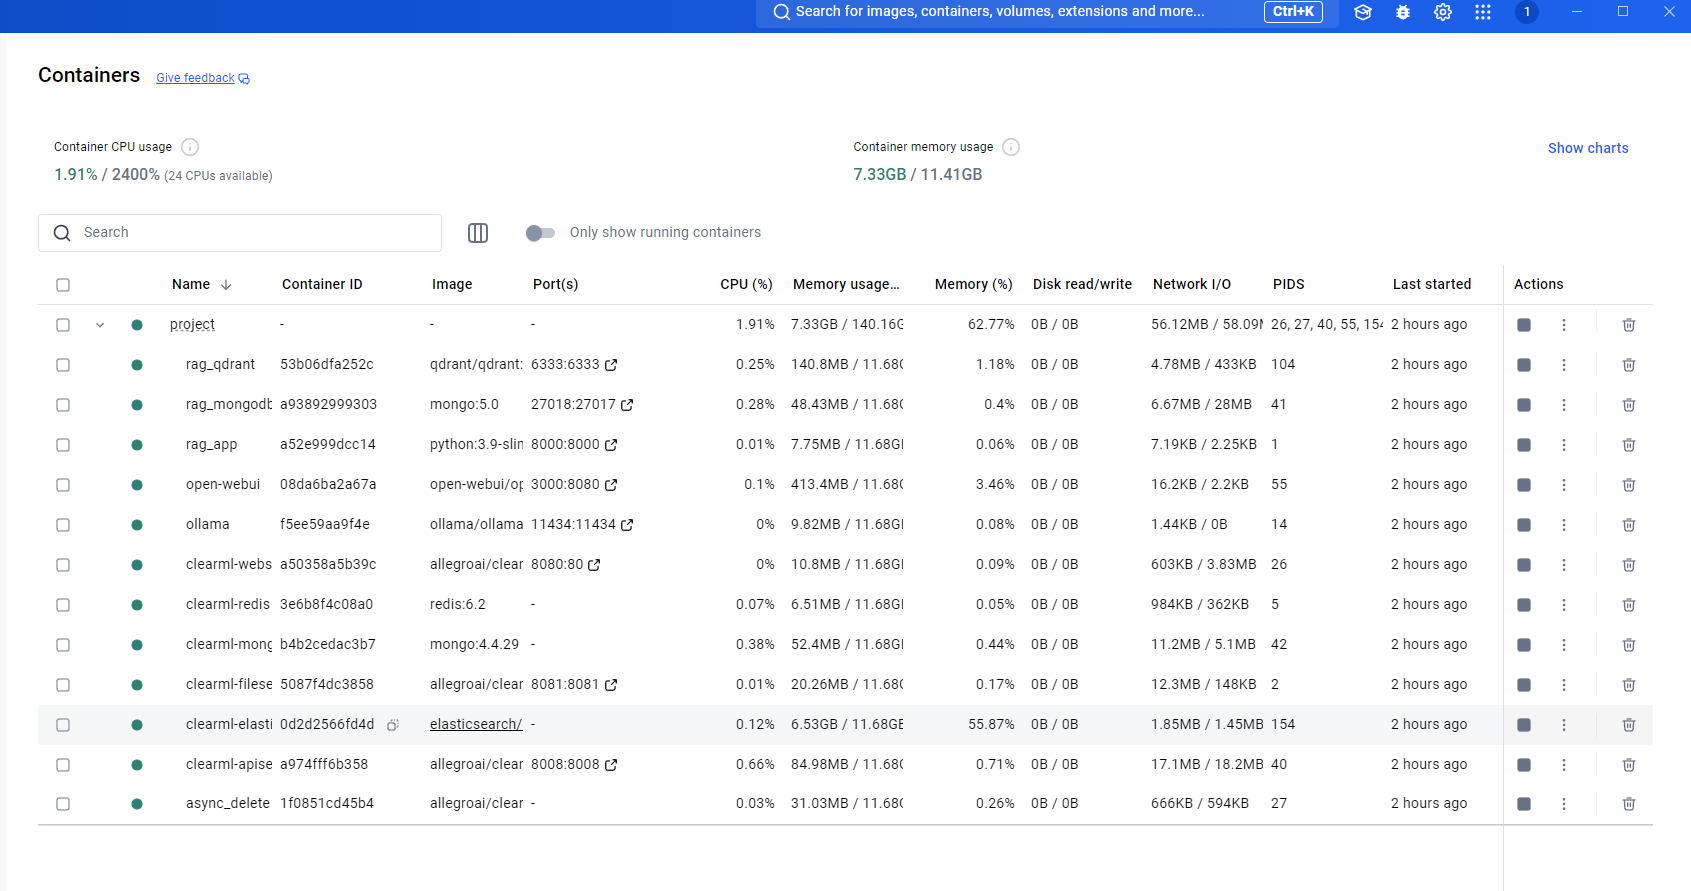 Search for images, containers, volumes, extensions and more... Ctrl+K 1
Containers Give feedback
Container CPU usage Container memory usage Show charts
1.91% / 2400% (24 CPUs available) 7.33GB / 11.41GB
Search Only show running containers
Name Container ID Image Port(s) CPU (%) Memory usage... Memory (%) Disk read/write Network I/O PIDS Last started Actions
project - - - 1.91% 7.33GB / 140.16G 62.77% 0B / 0B 56.12MB / 58.09M 26, 27, 40, 55, 154 2 hours ago
rag_qdrant 53b06dfa252c qdrant/qdrant: 6333:6333 0.25% 140.8MB / 11.68G 1.18% 0B / 0B 4.78MB / 433KB 104 2 hours ago
rag_mongodb a93892999303 mongo:5.0 27018:27017 0.28% 48.43MB / 11.68G 0.4% 0B / 0B 6.67MB / 28MB 41 2 hours ago
rag_app a52e999dcc14 python:3.9-slin 8000:8000 0.01% 7.75MB / 11.68GI 0.06% 0B / 0B 7.19KB / 2.25KB 1 2 hours ago
open-webui 08da6ba2a67a open-webui/op 3000:8080 0.1% 413.4MB / 11.68G 3.46% 0B / 0B 16.2KB / 2.2KB 55 2 hours ago
ollama f5ee59aa9f4e ollama/ollama 11434:11434 0% 9.82MB / 11.68GI 0.08% 0B / 0B 1.44KB / 0B 14 2 hours ago
clearml-webs a50358a5b39c allegroai/clear 8080:80 0% 10.8MB / 11.68GI 0.09% 0B / 0B 603KB / 3.83MB 26 2 hours ago
clearml-redis 3e6b8f4c08a0 redis:6.2 - 0.07% 6.51MB / 11.68GI 0.05% 0B / 0B 984KB / 362KB 5 2 hours ago
clearml-mong b4b2cedac3b7 mongo:4.4.29 - 0.38% 52.4MB / 11.68GI 0.44% 0B / 0B 11.2MB / 5.1MB 42 2 hours ago
clearml-filese 5087f4dc3858 allegroai/clear 8081:8081 0.01% 20.26MB / 11.68G 0.17% 0B / 0B 12.3MB / 148KB 2 2 hours ago
clearml-elasti 0d2d2566fd4d elasticsearch/ - 0.12% 6.53GB / 11.68GB 55.87% 0B / 0B 1.85MB / 1.45MB 154 2 hours ago
clearml-apise a974fff6b358 allegroai/clear 8008:8008 0.66% 84.98MB / 11.68G 0.71% 0B / 0B 17.1MB / 18.2MB 40 2 hours ago
async_delete 1f0851cd45b4 allegroai/clear - 0.03% 31.03MB / 11.68G 0.26% 0B / 0B 666KB / 594KB 27 2 hours ago